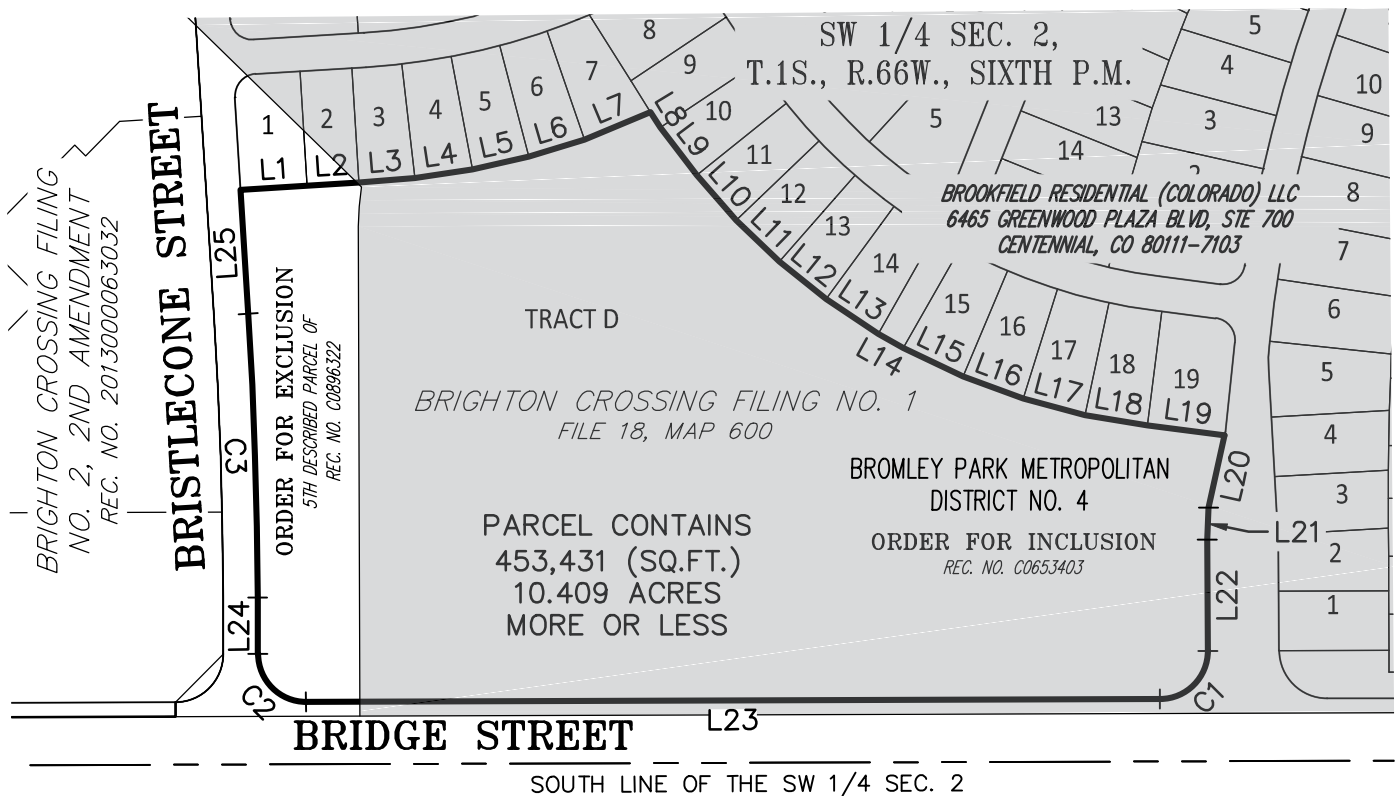 SW 1/4 SEC. 2,
T.1S., R.66W., SIXTH P.M.
8
9
10
7
6
5
4
3
2
1
L1
L2
L3
L4
L5
L6
L7
L8
L9
L10
L11
L12
L13
L14
L15
L16
L17
L18
L19
11
12
13
14
15
16
17
18
19
5
13
14
5
4
3
10
9
8
7
6
5
4
3
2
1
BROOKFIELD RESIDENTIAL (COLORADO) LLC
6465 GREENWOOD PLAZA BLVD, STE 700
CENTENNIAL, CO 80111-7103
BRIGHTON CROSSING FILING
NO. 2, 2ND AMENDMENT
REC. NO. 2013000063032
BRISTLECONE STREET
L25
C3
L24
C2
ORDER FOR EXCLUSION
5TH DESCRIBED PARCEL OF
REC. NO. C0896322
TRACT D
BRIGHTON CROSSING FILING NO. 1
FILE 18, MAP 600
PARCEL CONTAINS
453,431 (SQ.FT.)
10.409 ACRES
MORE OR LESS
BROMLEY PARK METROPOLITAN
DISTRICT NO. 4
ORDER FOR INCLUSION
REC. NO. C0653403
L20
L21
L22
C1
L23
BRIDGE STREET
SOUTH LINE OF THE SW 1/4 SEC. 2